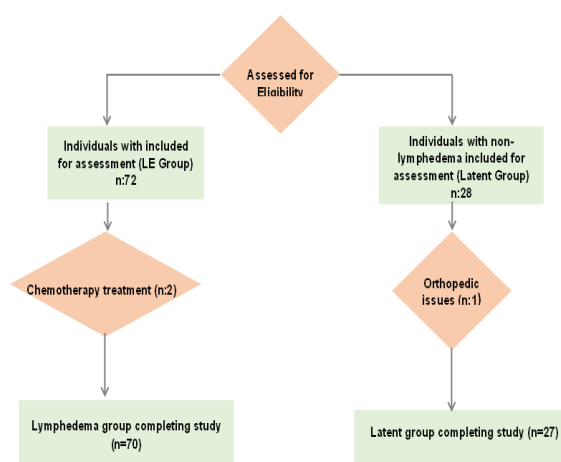 Assessed for
Eligibility
Individuals with included
for assessment (LE Group)
n:72
Individuals with non-
lymphedema included for
assessment (Latent Group)
n:28
Chemotherapy treatment (n:2)
Orthopedic
issues (n:1)
Lymphedema group completing study
(n=70)
Latent group completing study (n=27)